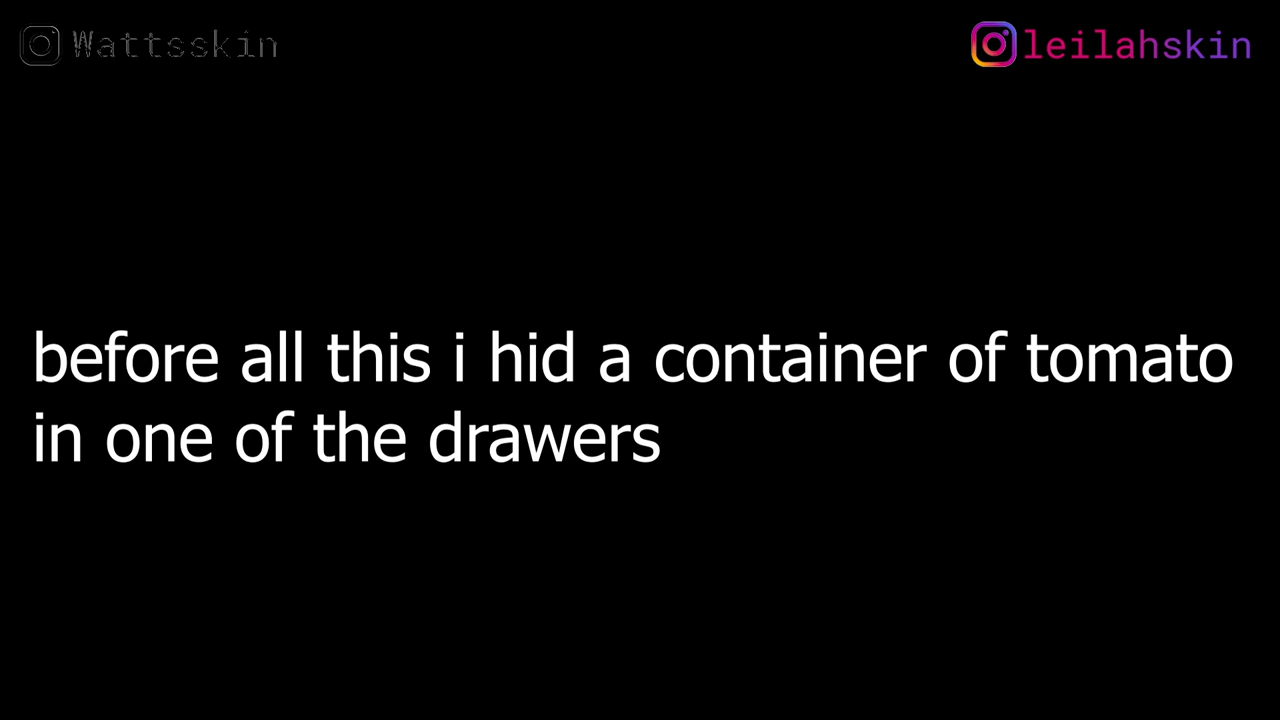 Wattsskin
leilahskin
before all this i hid a container of tomato
in one of the drawers